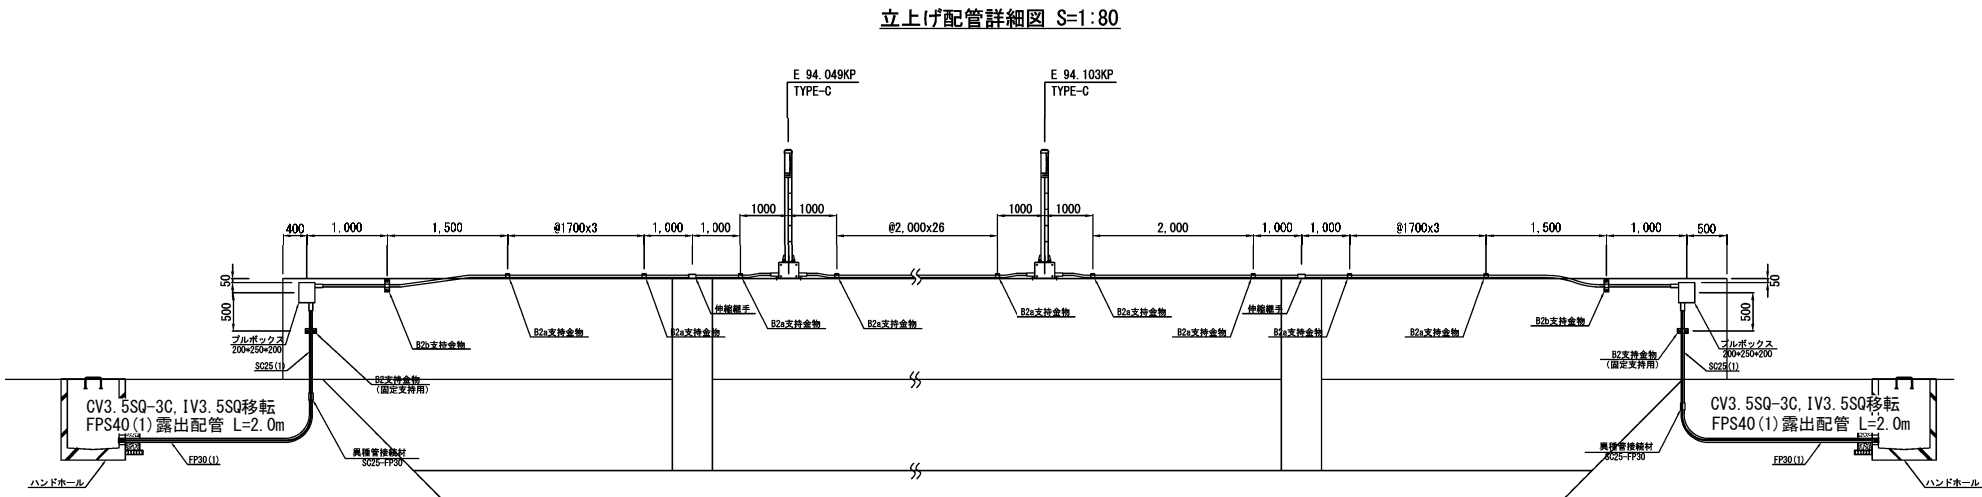 立上げ配管詳細図 S=1:80
E 94.049KP
TYPE-C
E 94.103KP
TYPE-C
1000
1000
1000
1000
400
1,000
1,500
@1700x3
1,000
1,000
@2,000x26
2,000
1,000
1,000
@1700x3
1,500
1,000
500
50
500
50
500
プルボックス
200*250*200
B2b支持金物
B2a支持金物
B2a支持金物
伸縮継手
B2a支持金物
B2a支持金物
B2a支持金物
B2a支持金物
B2a支持金物
伸縮継手
B2a支持金物
B2a支持金物
B2b支持金物
プルボックス
200*250*200
SC25(1)
B2支持金物
(固定支持用)
B2支持金物
(固定支持用)
SC25(1)
CV3.5SQ-3C,IV3.5SQ移転
FPS40(1)露出配管 L=2.0m
CV3.5SQ-3C,IV3.5SQ移転
FPS40(1)露出配管 L=2.0m
異種管接続材
SC25-FP30
FP30(1)
ハンドホール
異種管接続材
SC25-FP30
FP30(1)
ハンドホール